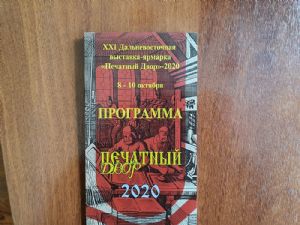 XXI Дальневосточная
выставка-ярмарка
«Печатный Двор»-2020
8 - 10 октября
ПРОГРАММА
ПЕЧАТНЫЙ
Двор
2020